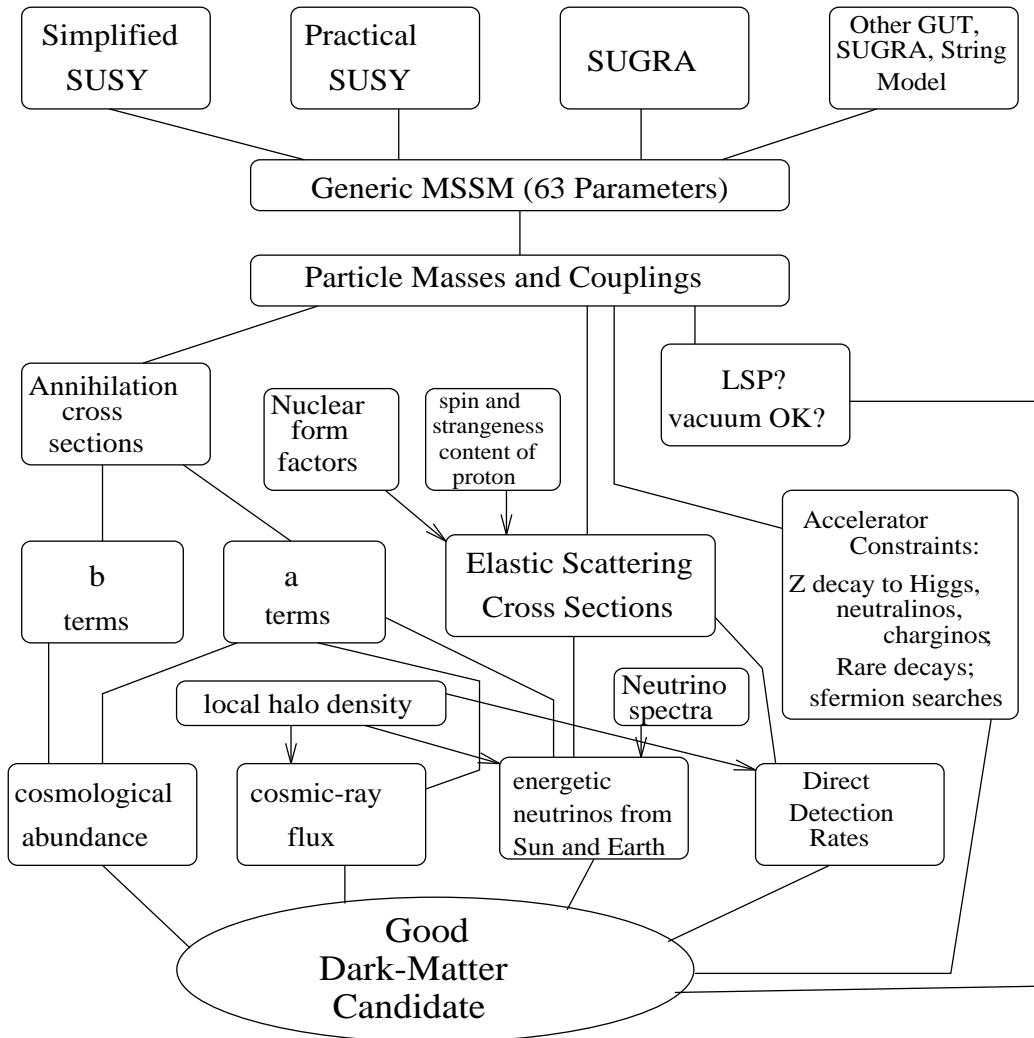 Simplified
SUSY
Practical
SUSY
SUGRA
Other GUT,
SUGRA, String
Model
Generic MSSM (63 Parameters)
Particle Masses and Couplings
Annihilation
cross
sections
Nuclear
form
factors
spin and
strangeness
content of
proton
LSP?
vacuum OK?
Accelerator
Constraints:
Z decay to Higgs,
neutralinos,
charginos;
Rare decays;
sfermion searches
b
terms
a
terms
Elastic Scattering
Cross Sections
local halo density
Neutrino
spectra
cosmological
abundance
cosmic-ray
flux
energetic
neutrinos from
Sun and Earth
Direct
Detection
Rates
Good
Dark-Matter
Candidate